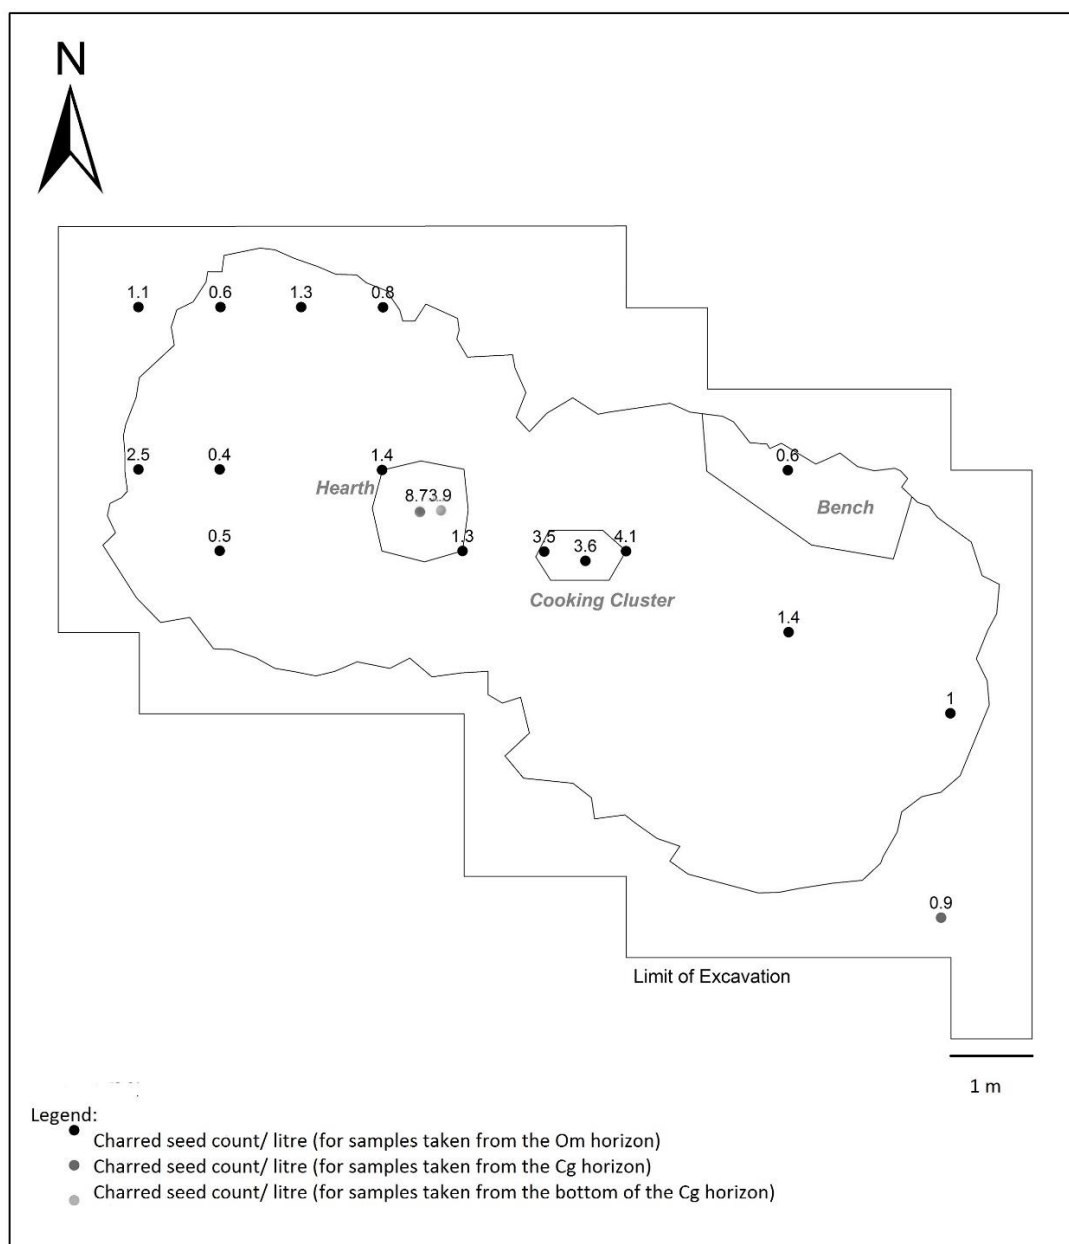 N
1.1 0.6 1.3 0.8
2.5 0.4 1.4 0.6
Hearth
8.7 3.9 Bench
0.5 1.3 3.5 3.6 4.1
Cooking Cluster
1.4
1
0.9
Limit of Excavation
1 m
Legend:
Charred seed count/ litre (for samples taken from the Om horizon)
Charred seed count/ litre (for samples taken from the Cg horizon)
Charred seed count/ litre (for samples taken from the bottom of the Cg horizon)